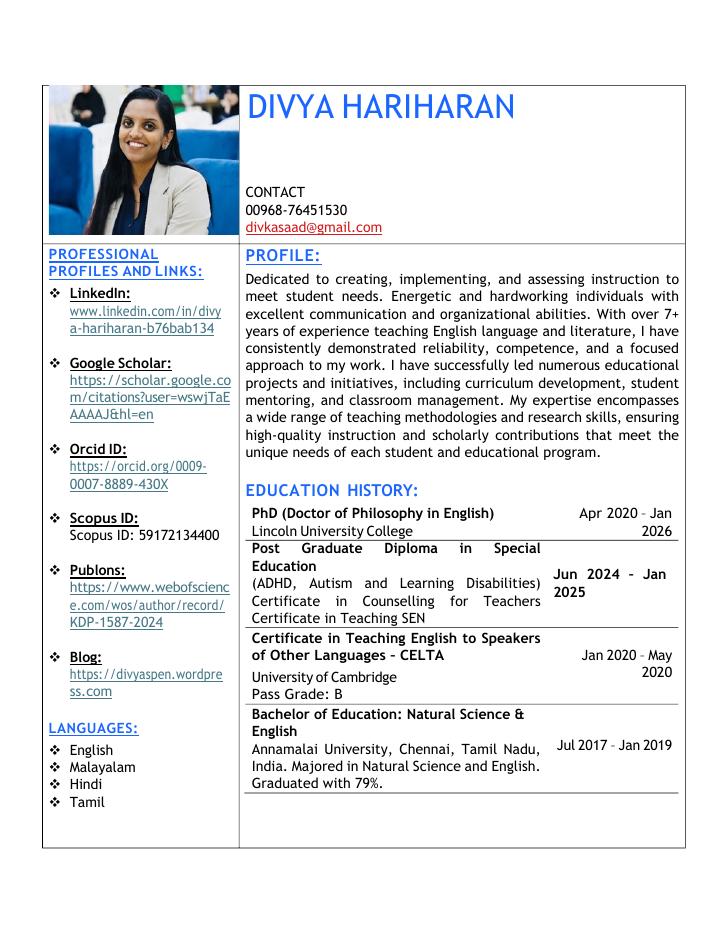 DIVYA HARIHARAN
CONTACT
00968-76451530
divkasaad@gmail.com
PROFESSIONAL
PROFILES AND LINKS:
❖ LinkedIn:
www.linkedin.com/in/divy
a-hariharan-b76bab134
❖ Google Scholar:
https://scholar.google.co
m/citations?user=wswjTaE
AAAAJ&hl=en
❖ Orcid ID:
https://orcid.org/0009-
0007-8889-430X
❖ Scopus ID:
Scopus ID: 59172134400
❖ Publons:
https://www.webofscienc
e.com/wos/author/record/
KDP-1587-2024
❖ Blog:
https://divyaspen.wordpre
ss.com
LANGUAGES:
❖ English
❖ Malayalam
❖ Hindi
❖ Tamil
PROFILE:
Dedicated to creating, implementing, and assessing instruction to
meet student needs. Energetic and hardworking individuals with
excellent communication and organizational abilities. With over 7+
years of experience teaching English language and literature, I have
consistently demonstrated reliability, competence, and a focused
approach to my work. I have successfully led numerous educational
projects and initiatives, including curriculum development, student
mentoring, and classroom management. My expertise encompasses
a wide range of teaching methodologies and research skills, ensuring
high-quality instruction and scholarly contributions that meet the
unique needs of each student and educational program.
EDUCATION HISTORY:
PhD (Doctor of Philosophy in English)
Lincoln University College
Apr 2020 – Jan
2026
Post Graduate Diploma in Special
Education
(ADHD, Autism and Learning Disabilities)
Certificate in Counselling for Teachers
Certificate in Teaching SEN
Jun 2024 - Jan
2025
Certificate in Teaching English to Speakers
of Other Languages – CELTA
University of Cambridge
Pass Grade: B
Jan 2020 – May
2020
Bachelor of Education: Natural Science &
English
Annamalai University, Chennai, Tamil Nadu,
India. Majored in Natural Science and English.
Graduated with 79%.
Jul 2017 – Jan 2019